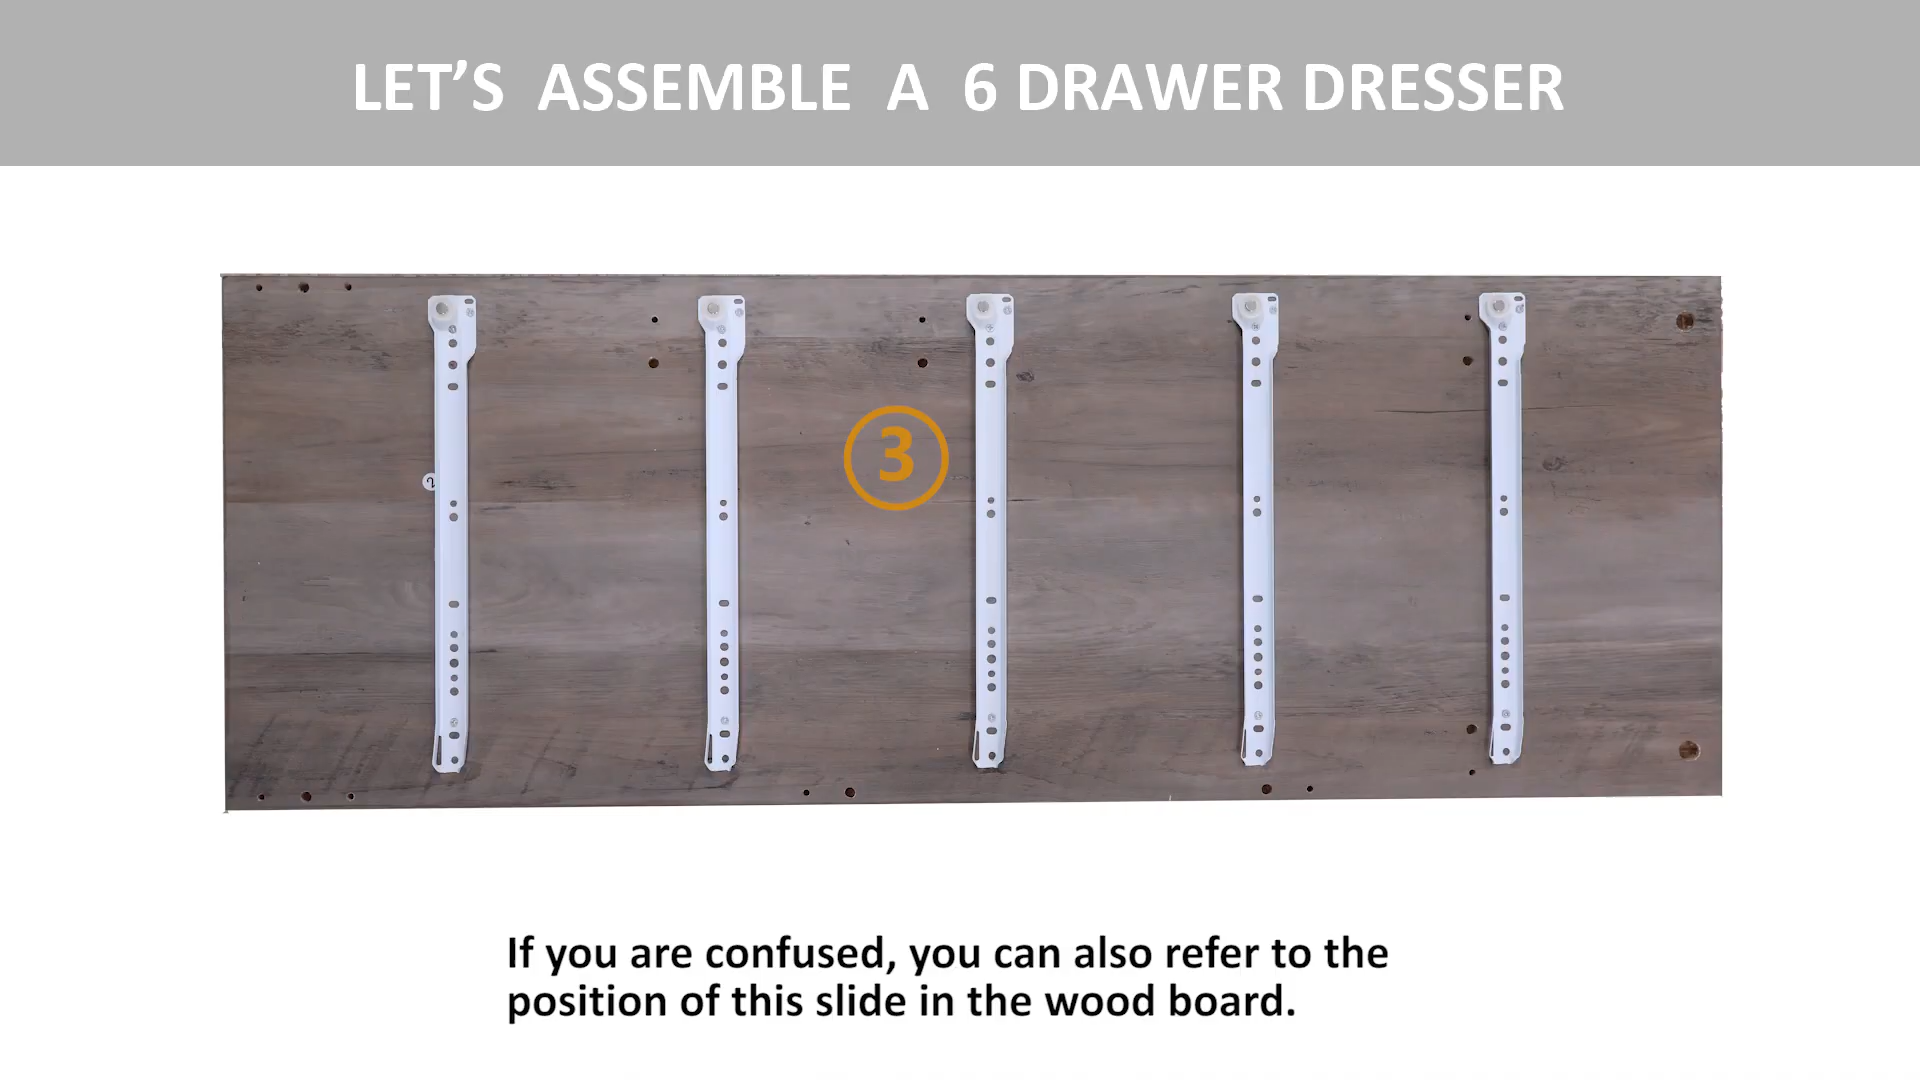 LET’S ASSEMBLE A 6 DRAWER DRESSER
3
2
If you are confused, you can also refer to the
position of this slide in the wood board.